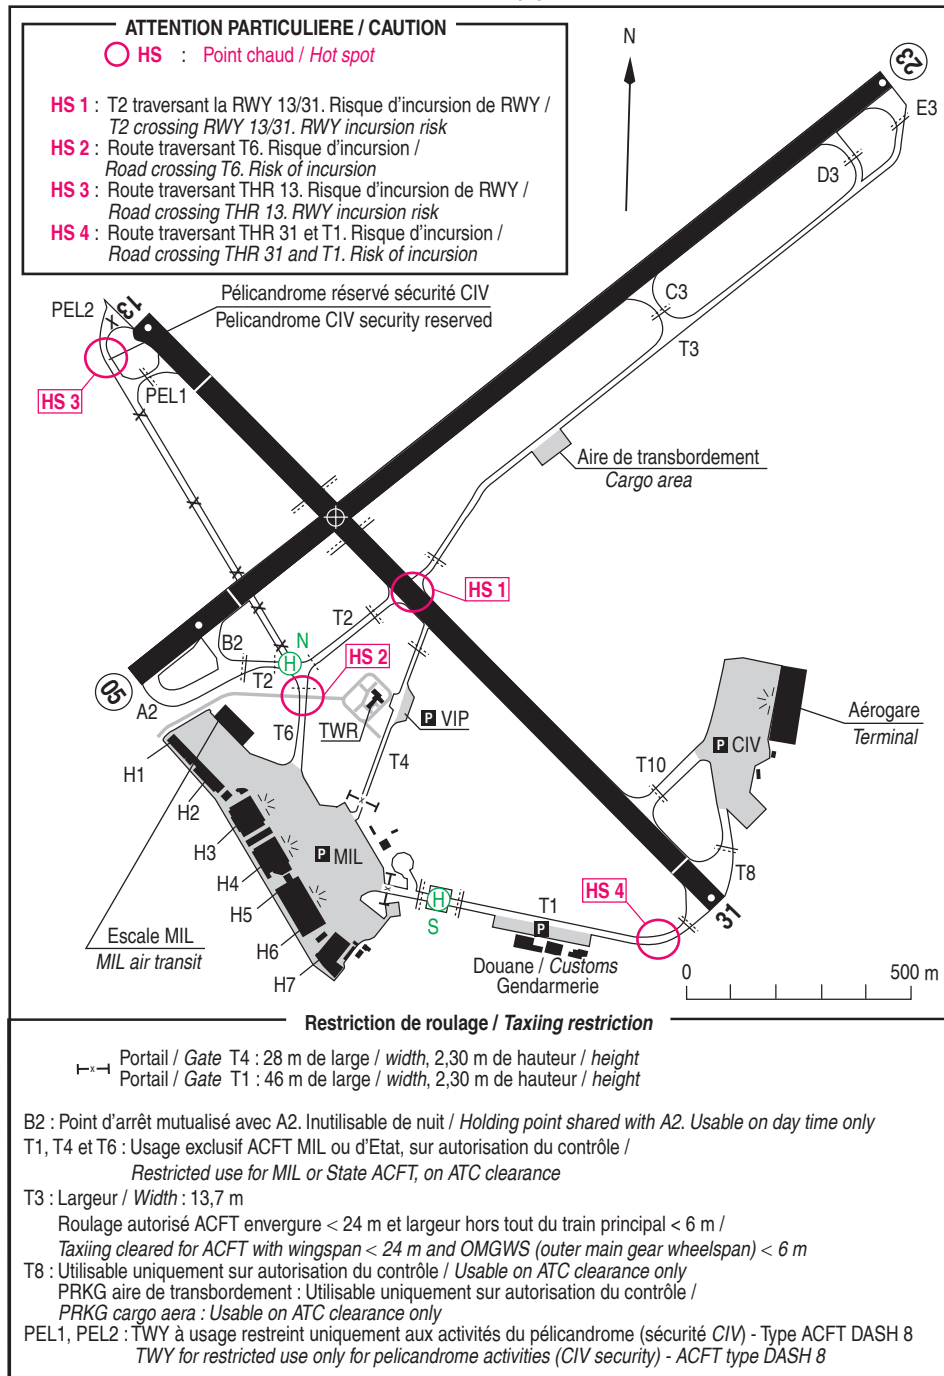 ATTENTION PARTICULIERE / CAUTION
HS : Point chaud / Hot spot
HS 1 : T2 traversant la RWY 13/31. Risque d'incursion de RWY /
T2 crossing RWY 13/31. RWY incursion risk
HS 2 : Route traversant T6. Risque d'incursion /
Road crossing T6. Risk of incursion
HS 3 : Route traversant THR 13. Risque d'incursion de RWY /
Road crossing THR 13. RWY incursion risk
HS 4 : Route traversant THR 31 et T1. Risque d'incursion /
Road crossing THR 31 and T1. Risk of incursion
N
23
E3
D3
C3
T3
Pélicandrome réservé sécurité CIV
Pelicandrome CIV security reserved
PEL2
13
HS 3
PEL1
Aire de transbordement
Cargo area
HS 1
T2
B2
N
H
HS 2
T2
05
A2
T6
TWR
P VIP
T4
P CIV
Aérogare
Terminal
T10
H1
H2
H3
H4
H5
H6
H7
P MIL
T8
HS 4
31
T1
H
S
P
Escale MIL
MIL air transit
Douane / Customs
Gendarmerie
0 500 m
Restriction de roulage / Taxiing restriction
x Portail / Gate T4 : 28 m de large / width, 2,30 m de hauteur / height
Portail / Gate T1 : 46 m de large / width, 2,30 m de hauteur / height
B2 : Point d'arrêt mutualisé avec A2. Inutilisable de nuit / Holding point shared with A2. Usable on day time only
T1, T4 et T6 : Usage exclusif ACFT MIL ou d'Etat, sur autorisation du contrôle /
Restricted use for MIL or State ACFT, on ATC clearance
T3 : Largeur / Width : 13,7 m
Roulage autorisé ACFT envergure < 24 m et largeur hors tout du train principal < 6 m /
Taxiing cleared for ACFT with wingspan < 24 m and OMGWS (outer main gear wheelspan) < 6 m
T8 : Utilisable uniquement sur autorisation du contrôle / Usable on ATC clearance only
PRKG aire de transbordement : Utilisable uniquement sur autorisation du contrôle /
PRKG cargo aera : Usable on ATC clearance only
PEL1, PEL2 : TWY à usage restreint uniquement aux activités du pélicandrome (sécurité CIV) - Type ACFT DASH 8
TWY for restricted use only for pelicandrome activities (CIV security) - ACFT type DASH 8